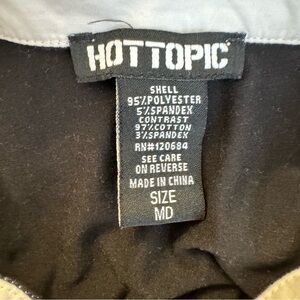 HOTTOPIC
SHELL
95%POLYESTER
5%SPANDEX
CONTRAST
97%COTTON
3%SPANDEX
RN#120684
SEE CARE
ON REVERSE
MADE IN CHINA
SIZE
MD